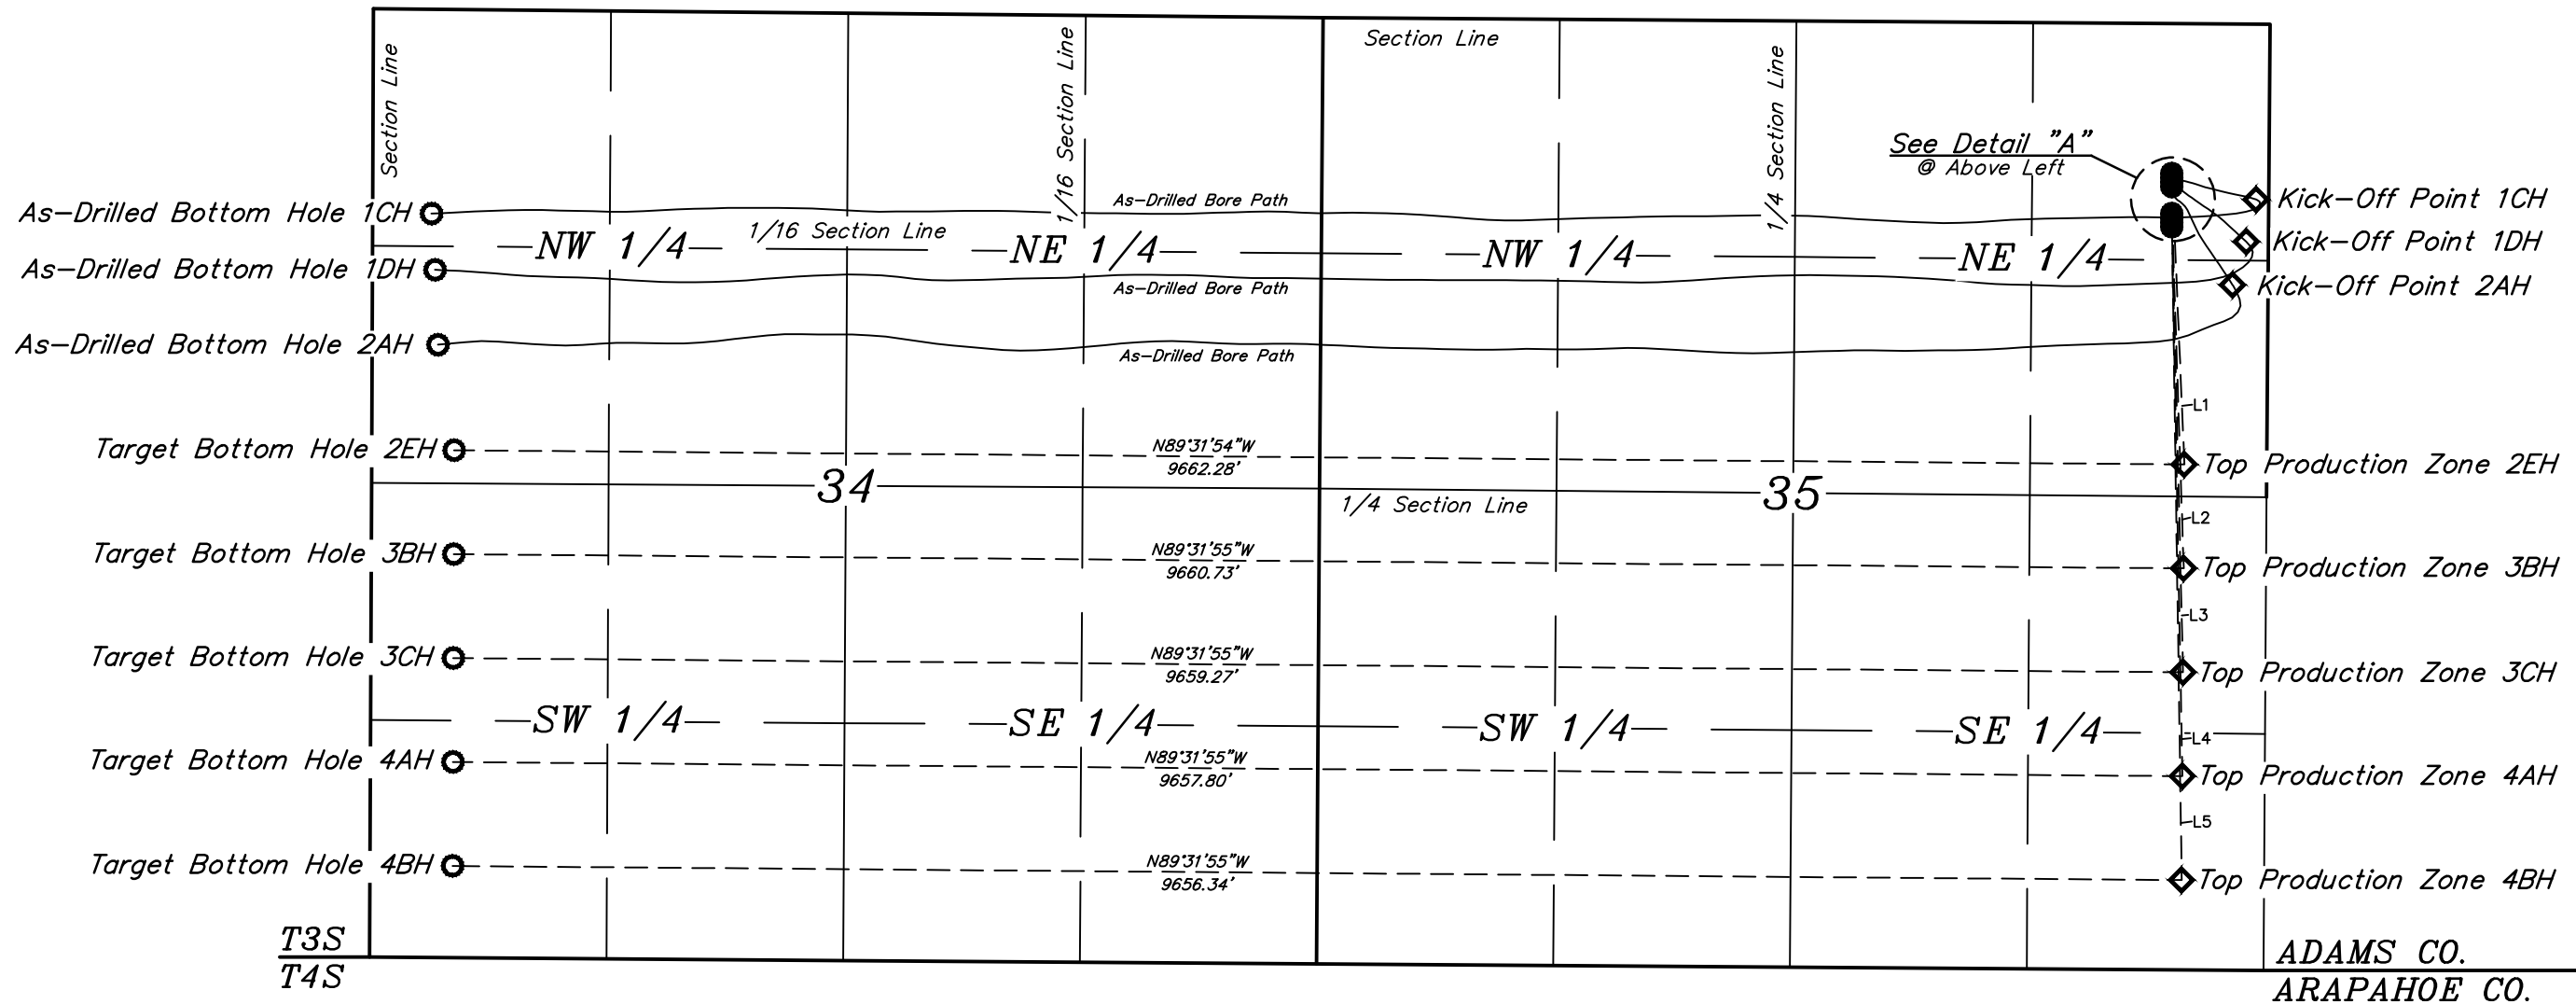 Section Line
Section Line
1/16 Section Line
1/4 Section Line
See Detail "A"
@ Above Left
As-Drilled Bottom Hole 1CH
As-Drilled Bore Path
Kick-Off Point 1CH
NW 1/4
1/16 Section Line
NE 1/4
NW 1/4
NE 1/4
Kick-Off Point 1DH
As-Drilled Bottom Hole 1DH
As-Drilled Bore Path
Kick-Off Point 2AH
As-Drilled Bottom Hole 2AH
As-Drilled Bore Path
L1
Target Bottom Hole 2EH
N89°31'54"W
9662.28'
Top Production Zone 2EH
34
35
1/4 Section Line
L2
Target Bottom Hole 3BH
N89°31'55"W
9660.73'
Top Production Zone 3BH
L3
Target Bottom Hole 3CH
N89°31'55"W
9659.27'
Top Production Zone 3CH
SW 1/4
SE 1/4
SW 1/4
SE 1/4
L4
Target Bottom Hole 4AH
N89°31'55"W
9657.80'
Top Production Zone 4AH
L5
Target Bottom Hole 4BH
N89°31'55"W
9656.34'
Top Production Zone 4BH
T3S
T4S
ADAMS CO.
ARAPAHOE CO.